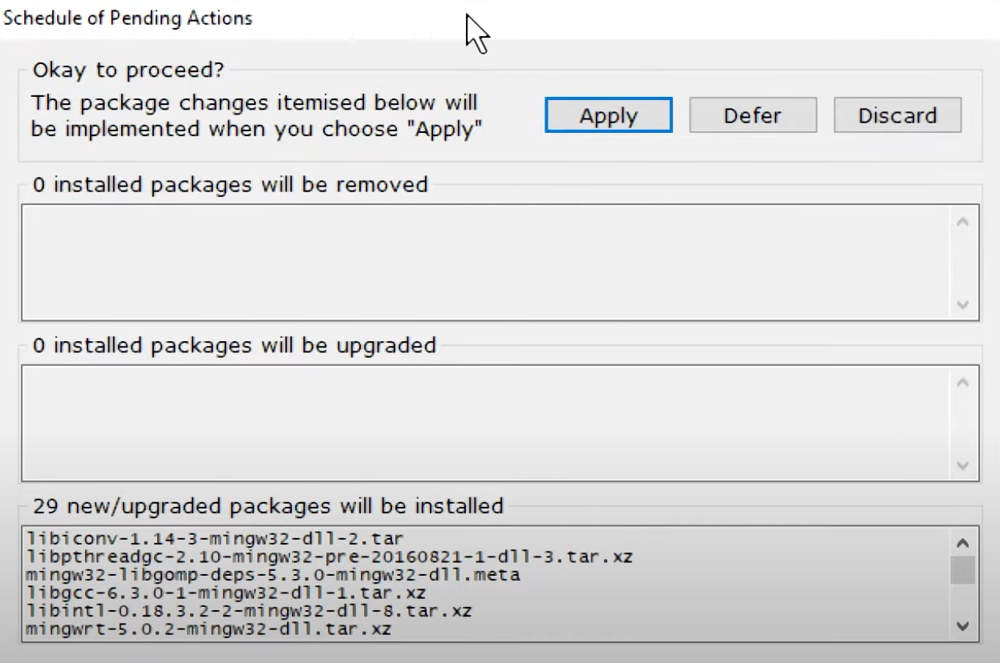 Schedule of Pending Actions
Okay to proceed?
The package changes itemised below will
be implemented when you choose "Apply"
Apply
Defer
Discard
0 installed packages will be removed
0 installed packages will be upgraded
29 new/upgraded packages will be installed
libiconv-1.14-3-mingw32-dll-2.tar
libpthreadgc-2.10-mingw32-pre-20160821-1-dll-3.tar.xz
mingw32-libgomp-deps-5.3.0-mingw32-dll.meta
libgcc-6.3.0-1-mingw32-dll-1.tar.xz
libintl-0.18.3.2-2-mingw32-dll-8.tar.xz
mingwrt-5.0.2-mingw32-dll.tar.xz